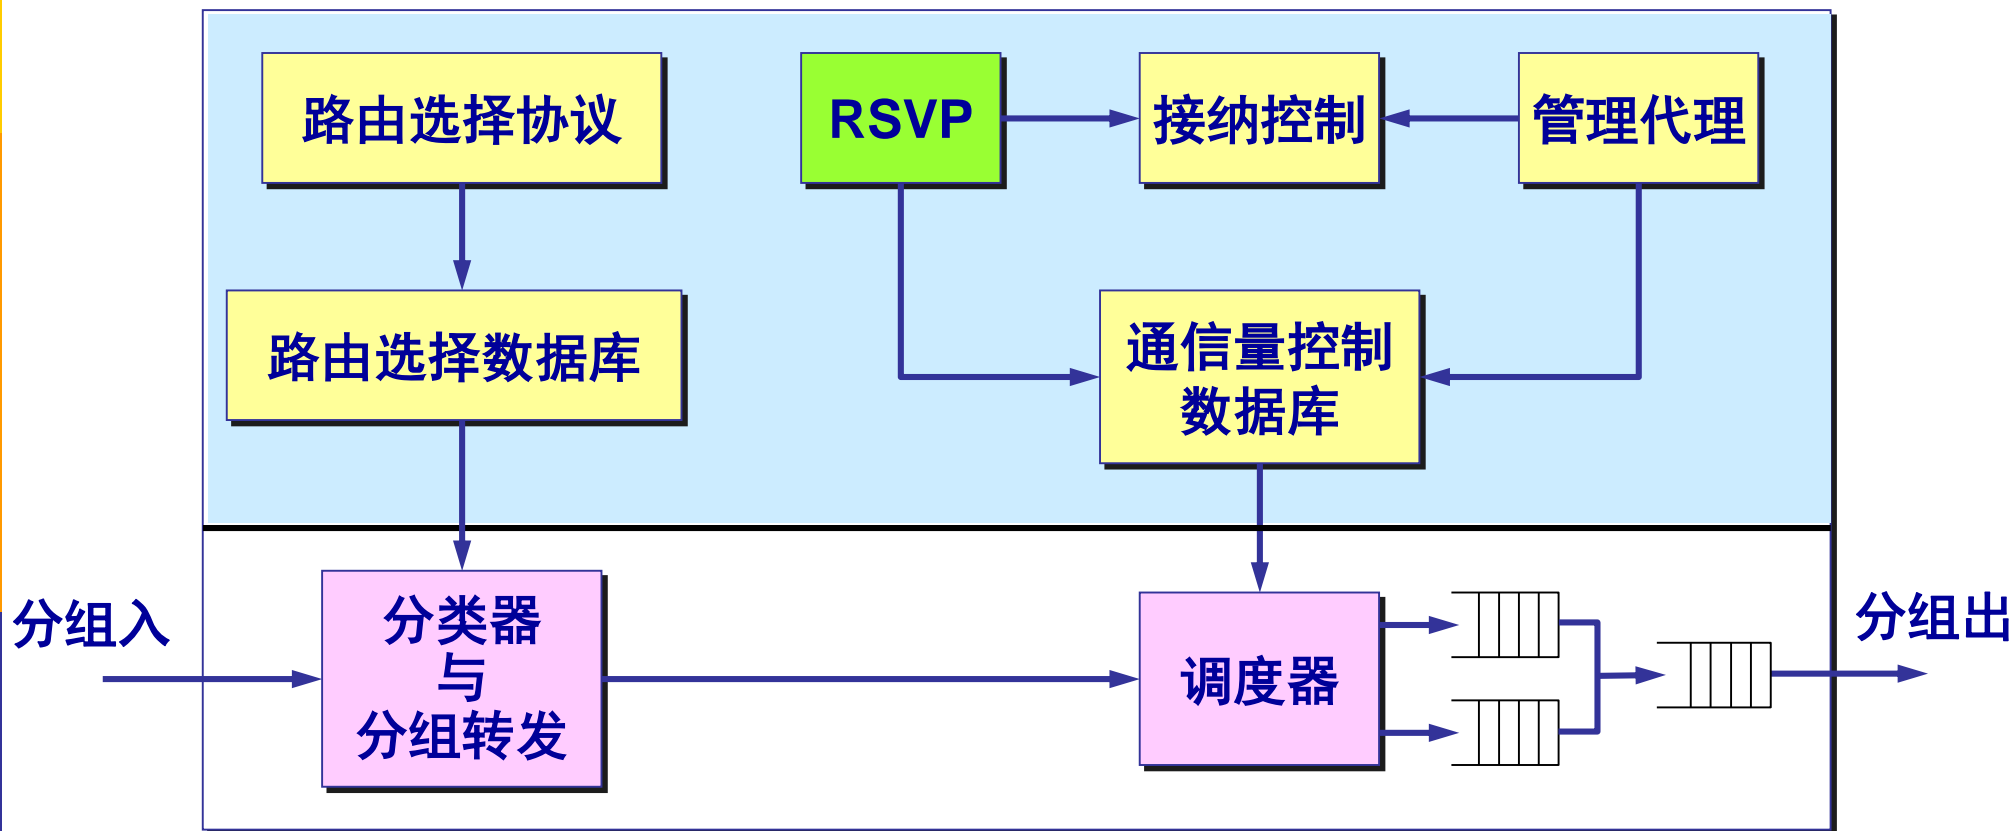 路由选择协议
RSVP
接纳控制
管理代理
路由选择数据库
通信量控制
数据库
分组入
分类器
与
分组转发
调度器
分组出